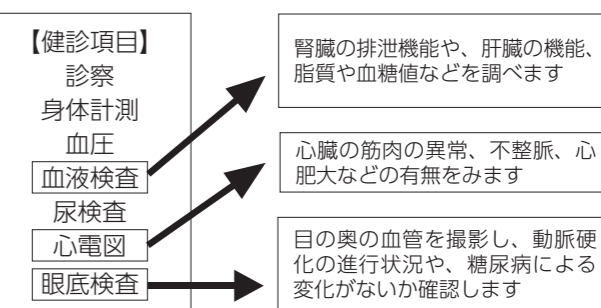 【健診項目】
診察
身体計測
血圧
血液検査
尿検査
心電図
眼底検査
腎臓の排泄機能や、肝臓の機能、
脂質や血糖値などを調べます
心臓の筋肉の異常、不整脈、心
肥大などの有無をみます
目の奥の血管を撮影し、動脈硬
化の進行状況や、糖尿病による
変化がないか確認します